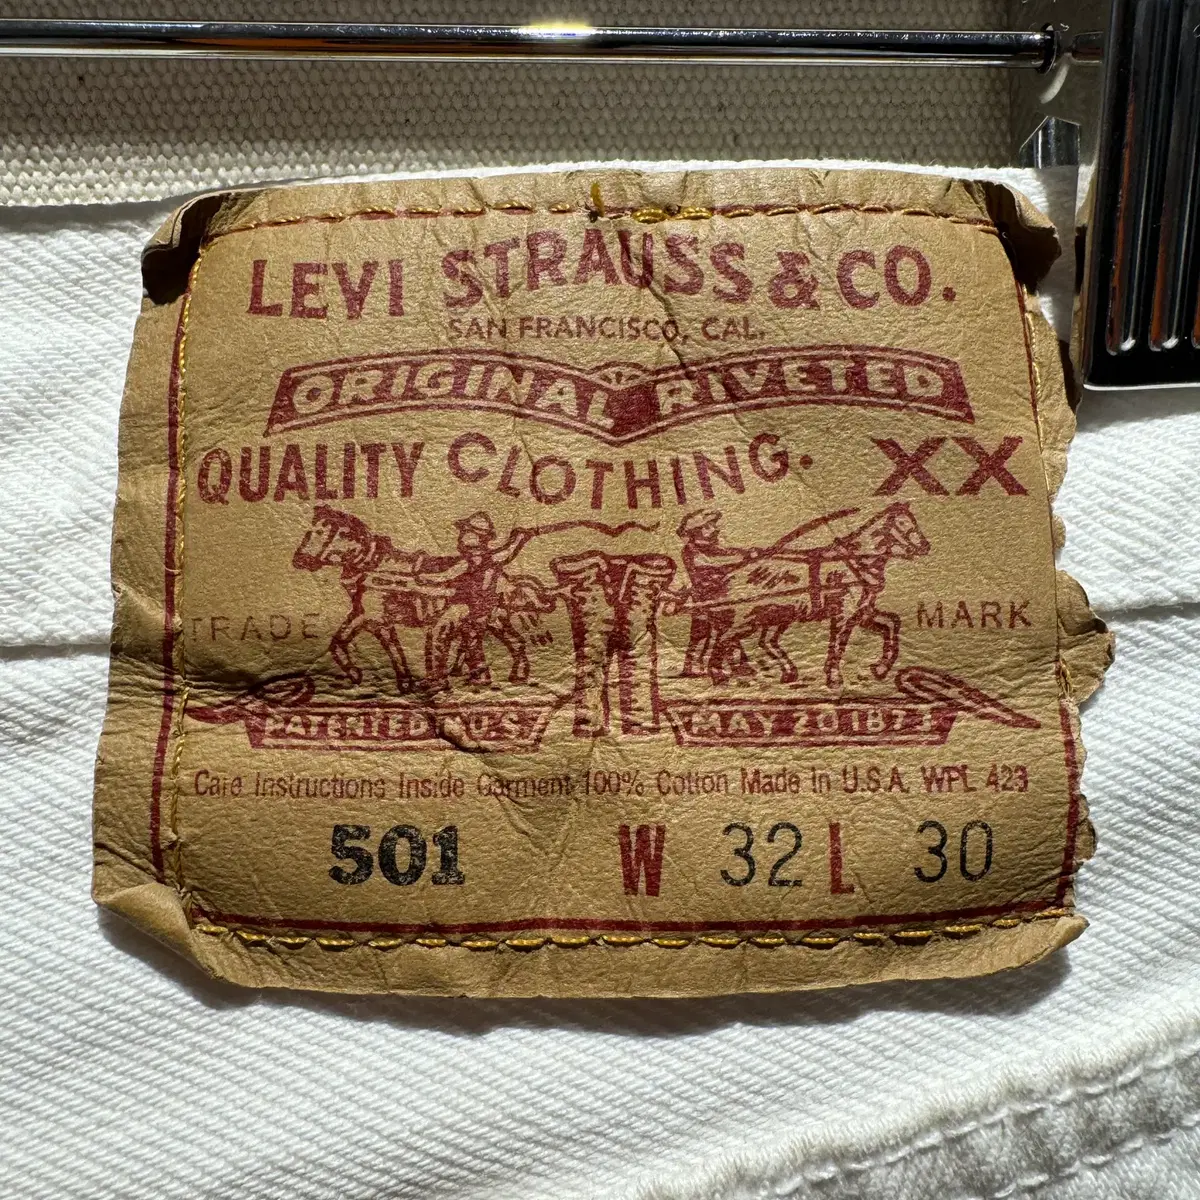 LEVI STRAUSS & CO.
SAN FRANCISCO, CAL.
ORIGINAL RIVETED
QUALITY CLOTHING. XX
TRADE MARK
PATENTED IN U.S. MAY 20 1873
Care Instructions Inside Garment 100% Cotton Made in U.S.A. WPL 423
501 W 32 L 30